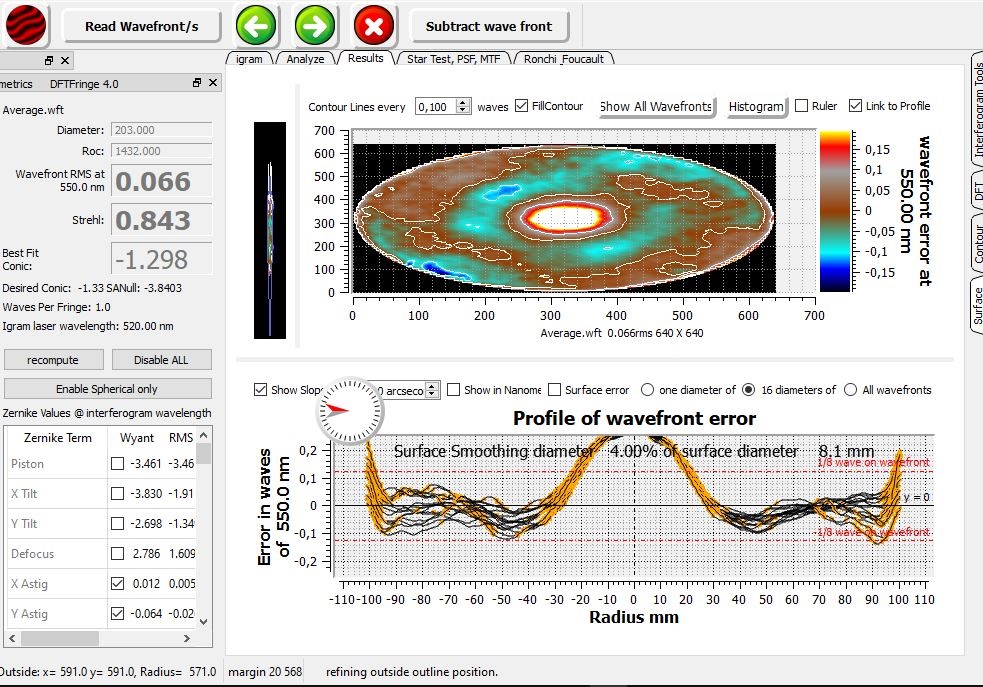 Read Wavefront/s
Subtract wave front
igram
Analyze
Results
Star Test, PSF, MTF
Ronchi Foucault
metrics DFTFringe 4.0
Average.wft
Diameter: 203.000
Roc: 1432.000
Wavefront RMS at
550.0 nm 0.066
Strehl: 0.843
Best Fit
Conic: -1.298
Desired Conic: -1.33 SANull: -3.8403
Waves Per Fringe: 1.0
Igram laser wavelength: 520.00 nm
recompute
Disable ALL
Enable Spherical only
Zernike Values @ interferogram wavelength
Zernike Term Wyant RMS
Piston -3.461 -3.46
X Tilt -3.830 -1.91
Y Tilt -2.698 -1.34
Defocus 2.786 1.609
X Astig 0.012 0.005
Y Astig -0.064 -0.02
Contour Lines every 0,100 waves FillContour Show All Wavefronts Histogram Ruler Link to Profile
700
600
500
400
300
200
100
0
0 100 200 300 400 500 600 700
Average.wft 0.066rms 640 X 640
0,15
0,1
0,05
0
-0,05
-0,1
-0,15
wavefront error at
550.00 nm
Interferogram Tools
DFT
Contour
Surface
Show Slop 0 arcseco Show in Nanome Surface error one diameter of 16 diameters of All wavefronts
Profile of wavefront error
Surface Smoothing diameter 4.00% of surface diameter 8.1 mm
1/8 wave on wavefront
y = 0
-1/8 wave on wavefront
Error in waves
of 550.0 nm
0,2
0,1
0
-0,1
-0,2
-110 -100 -90 -80 -70 -60 -50 -40 -30 -20 -10 0 10 20 30 40 50 60 70 80 90 100 110
Radius mm
Outside: x= 591.0 y= 591.0, Radius= 571.0 margin 20 568 refining outside outline position.